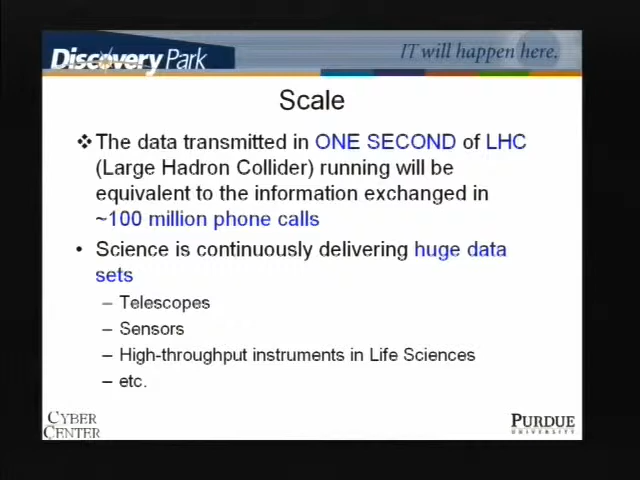 Discovery Park
IT will happen here.
Scale
❖ The data transmitted in ONE SECOND of LHC
(Large Hadron Collider) running will be
equivalent to the information exchanged in
~100 million phone calls
• Science is continuously delivering huge data
sets
– Telescopes
– Sensors
– High-throughput instruments in Life Sciences
– etc.
CYBER
CENTER
PURDUE
UNIVERSITY